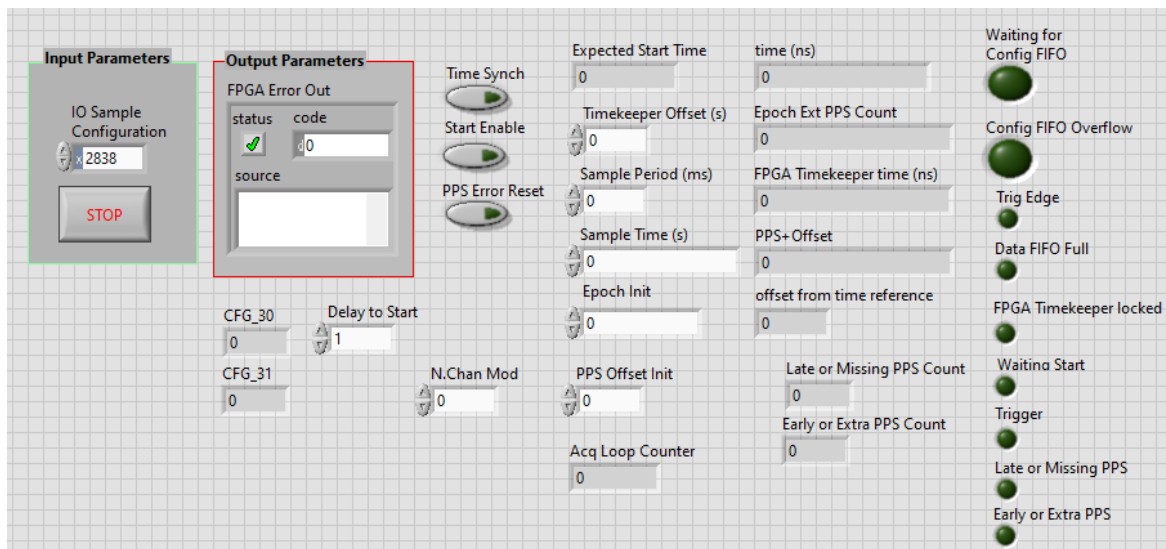 Input Parameters
IO Sample
Configuration
x 2838
STOP
Output Parameters
FPGA Error Out
status
code
d 0
source
Time Synch
Start Enable
PPS Error Reset
CFG_30
0
Delay to Start
1
CFG_31
0
N.Chan Mod
0
Expected Start Time
0
Timekeeper Offset (s)
0
Sample Period (ms)
0
Sample Time (s)
0
Epoch Init
0
PPS Offset Init
0
Acq Loop Counter
0
time (ns)
0
Epoch Ext PPS Count
0
FPGA Timekeeper time (ns)
0
PPS+Offset
0
offset from time reference
0
Late or Missing PPS Count
0
Early or Extra PPS Count
0
Waiting for
Config FIFO
Config FIFO Overflow
Trig Edge
Data FIFO Full
FPGA Timekeeper locked
Waiting Start
Trigger
Late or Missing PPS
Early or Extra PPS